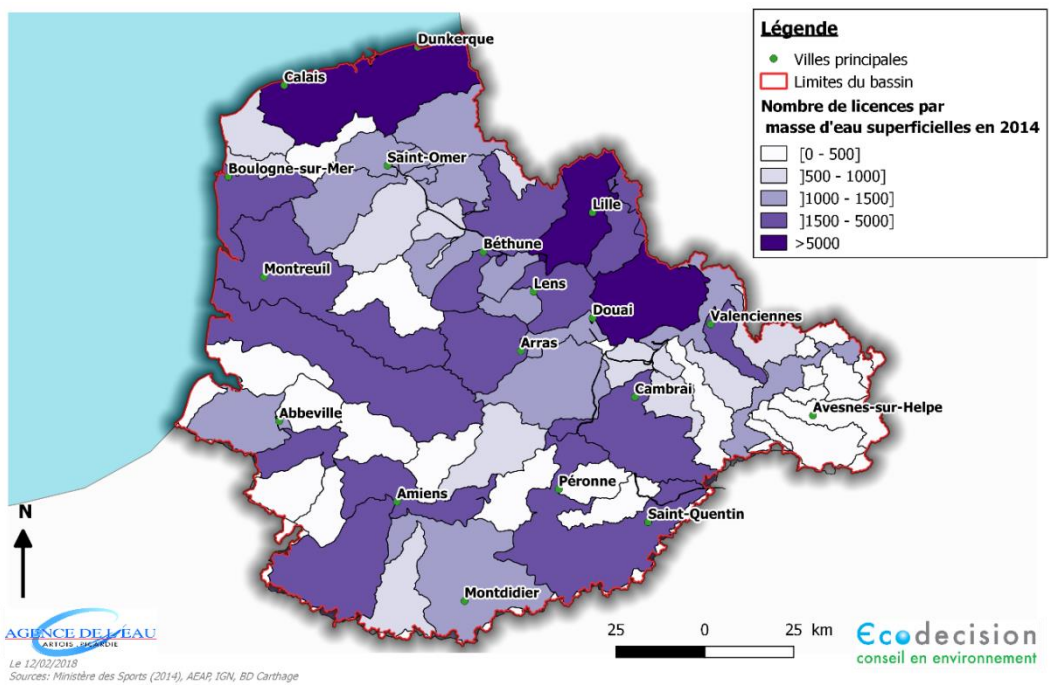 Légende
Villes principales
Limites du bassin
Nombre de licences par
masse d'eau superficielles en 2014
[0 - 500]
]500 - 1000]
]1000 - 1500]
]1500 - 5000]
>5000
Dunkerque
Calais
Saint-Omer
Boulogne-sur-Mer
Lille
Béthune
Montreuil
Lens
Douai
Valenciennes
Arras
Cambrai
Avesnes-sur-Helpe
Abbeville
Péronne
Amiens
Saint-Quentin
N
Montdidier
25 0 25 km
AGENCE DE L'EAU
ARTOIS-PICARDIE
Ecodecision
conseil en environnement
Le 12/02/2018
Sources: Ministère des Sports (2014), AEAP, IGN, BD Carthage